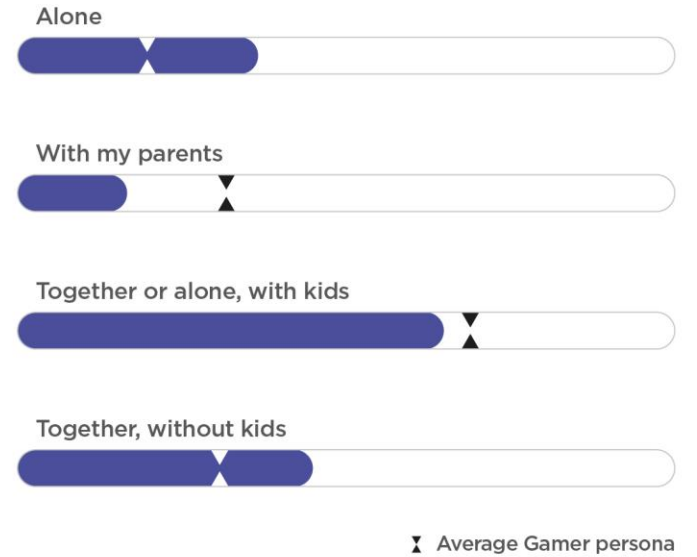 Alone
With my parents
Together or alone, with kids
Together, without kids
Average Gamer persona